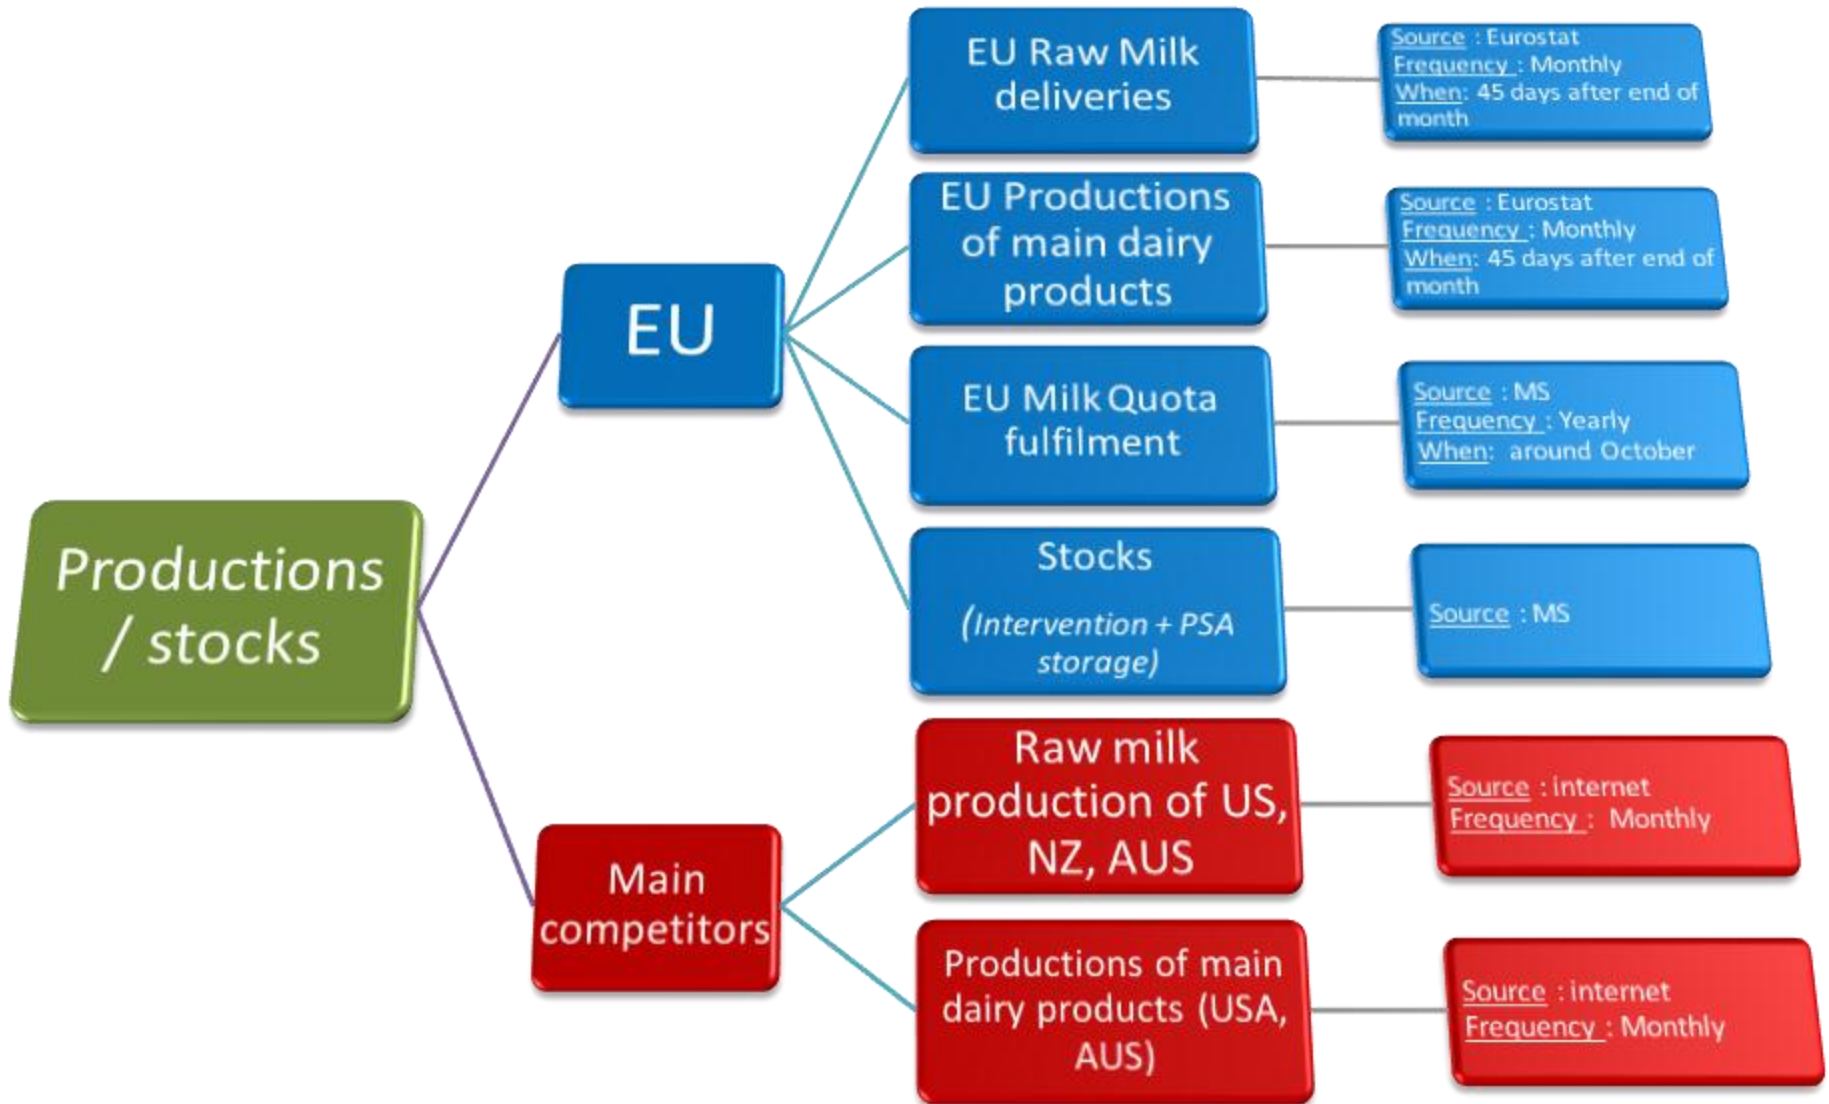 Productions
/ stocks
EU
EU Raw Milk
deliveries
Source : Eurostat
Frequency : Monthly
When: 45 days after end of
month
EU Productions
of main dairy
products
Source : Eurostat
Frequency : Monthly
When: 45 days after end of
month
EU Milk Quota
fulfilment
Source : MS
Frequency : Yearly
When: around October
Stocks
(Intervention + PSA
storage)
Source : MS
Main
competitors
Raw milk
production of US,
NZ, AUS
Source : internet
Frequency : Monthly
Productions of main
dairy products (USA,
AUS)
Source : internet
Frequency : Monthly